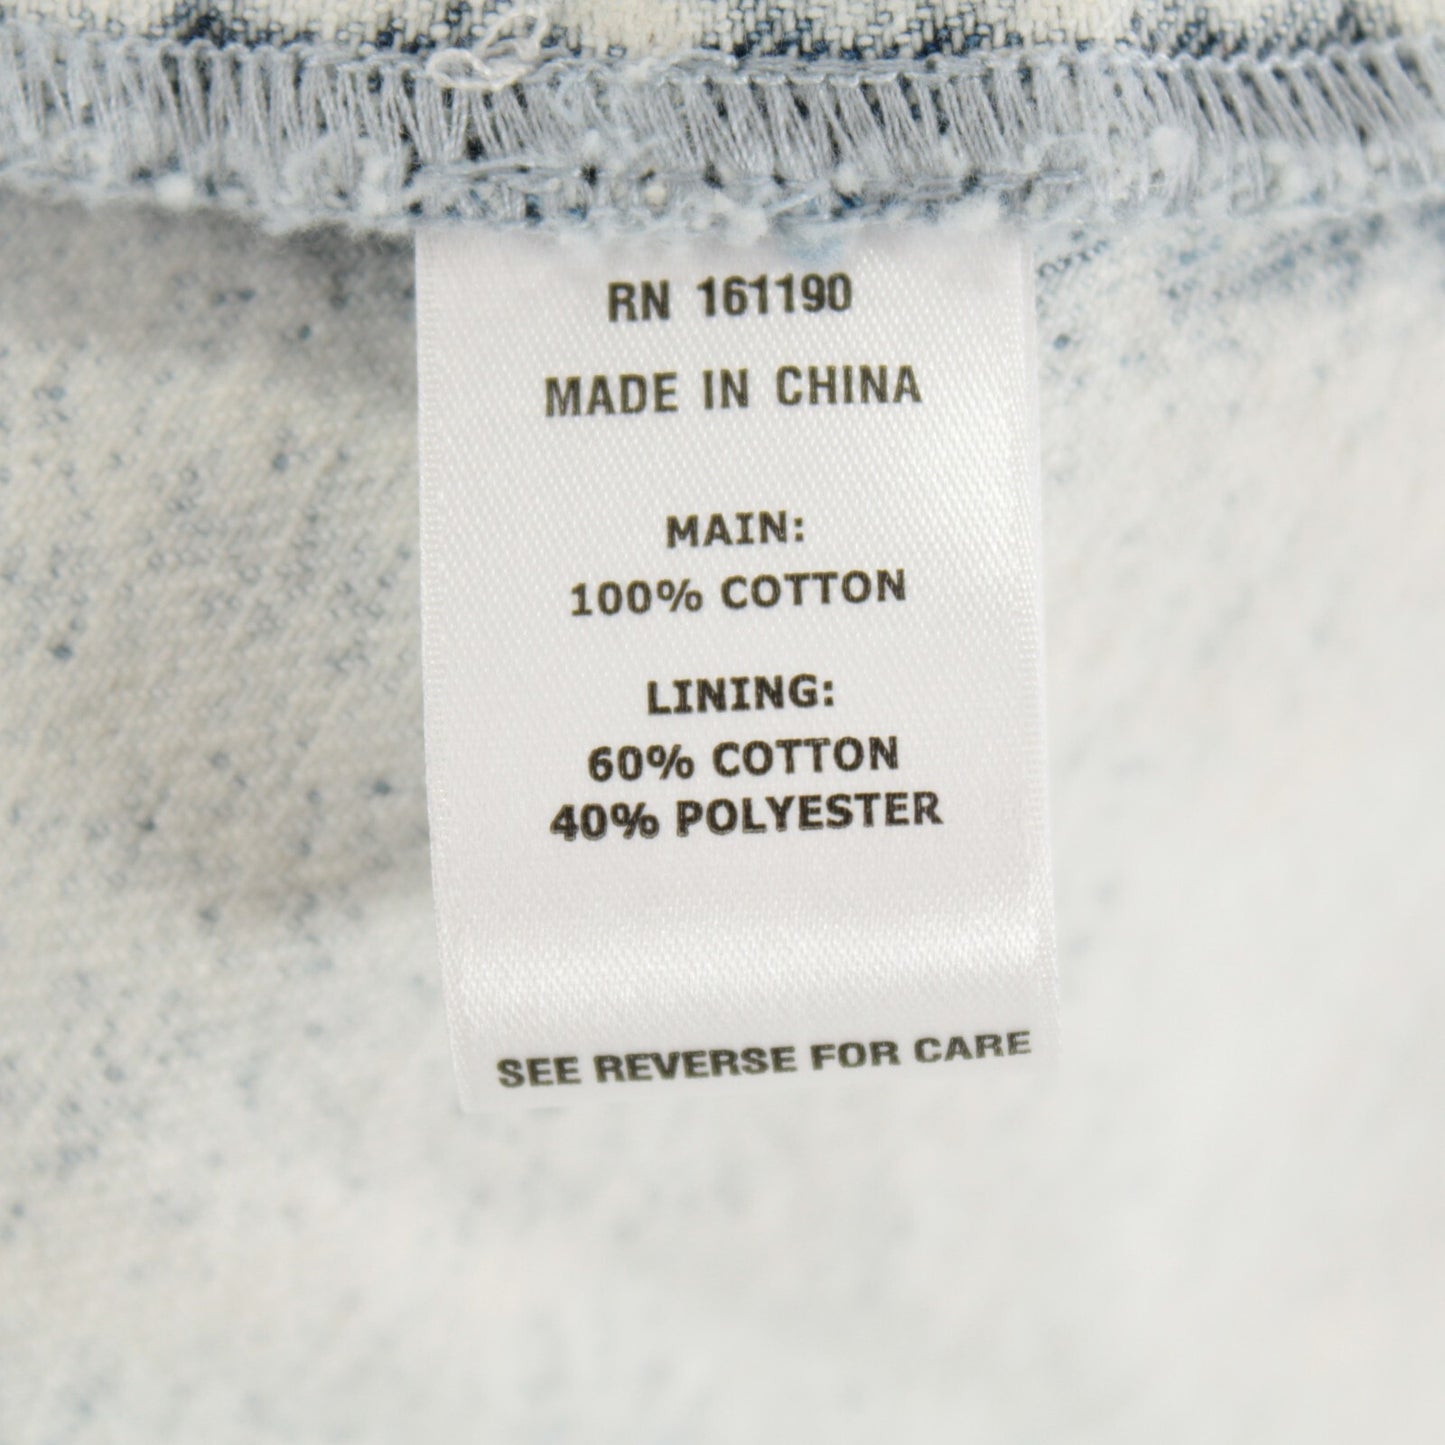 RN 161190
MADE IN CHINA
MAIN:
100% COTTON
LINING:
60% COTTON
40% POLYESTER
SEE REVERSE FOR CARE